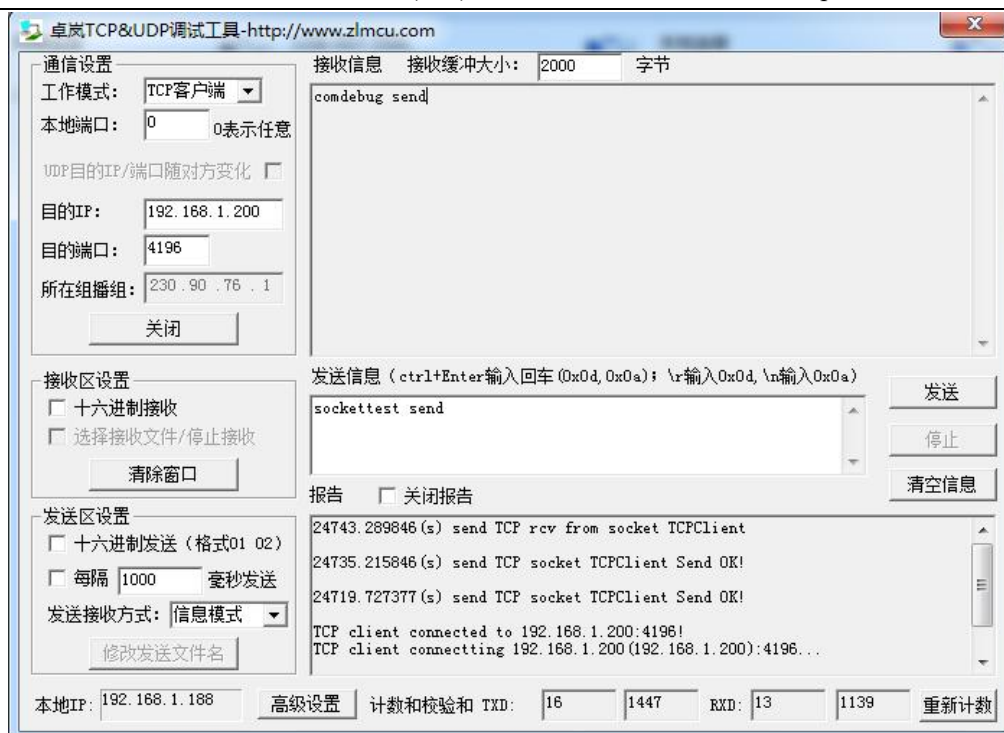 卓岚TCP&UDP调试工具-http://www.zlmcu.com
通信设置
工作模式： TCP客户端
本地端口： 0 0表示任意
UDP目的IP/端口随对方变化
目的IP： 192.168.1.200
目的端口： 4196
所在组播组： 230 .90 .76 . 1
关闭
接收区设置
十六进制接收
选择接收文件/停止接收
清除窗口
发送区设置
十六进制发送（格式01 02）
每隔 1000 毫秒发送
发送接收方式： 信息模式
修改发送文件名
接收信息 接收缓冲大小： 2000 字节
comdebug send
发送信息（ctrl+Enter输入回车(0x0d,0x0a)；\r输入0x0d,\n输入0x0a）
sockettest send
发送
停止
清空信息
报告 关闭报告
24743.289846(s) send TCP rcv from socket TCPClient
24735.215846(s) send TCP socket TCPClient Send OK!
24719.727377(s) send TCP socket TCPClient Send OK!
TCP client connected to 192.168.1.200:4196!
TCP client connectting 192.168.1.200(192.168.1.200):4196...
本地IP: 192.168.1.188 高级设置 计数和校验和 TXD: 16 1447 RXD: 13 1139 重新计数